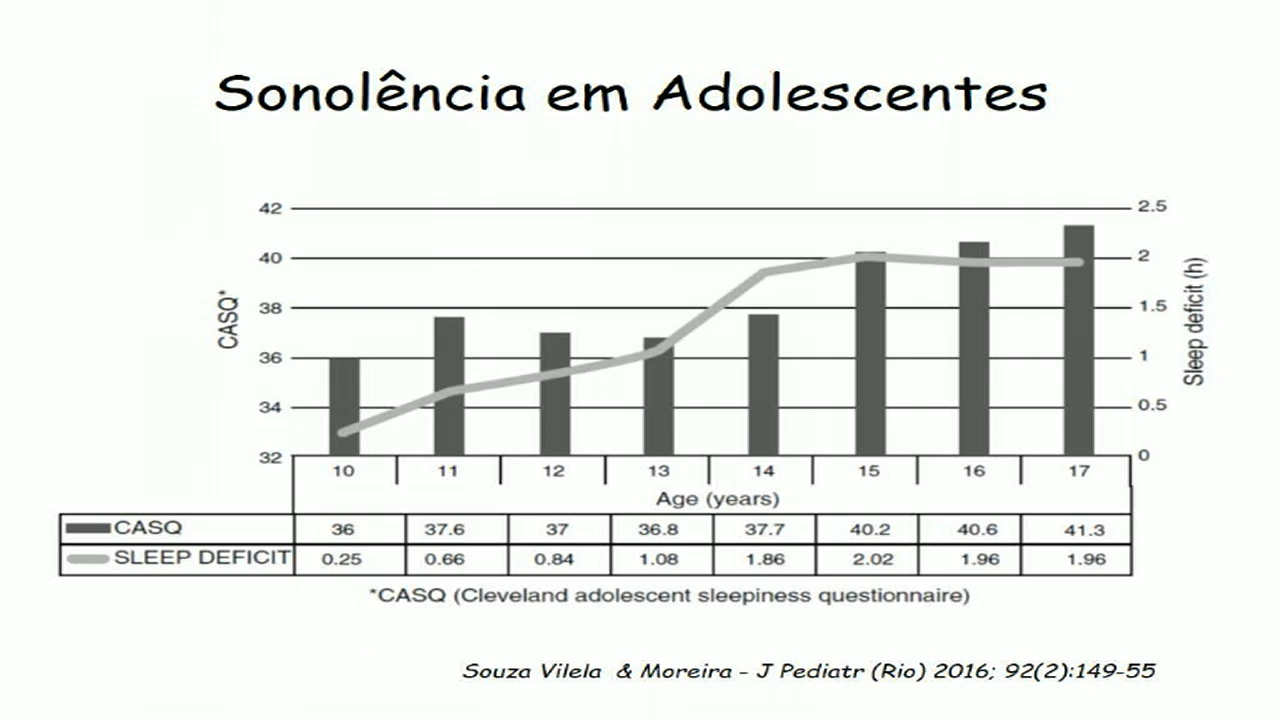 Sonolência em Adolescentes
42
40
38
36
34
32
CASQ*
2.5
2
1.5
1
0.5
0
Sleep deficit (h)
10 11 12 13 14 15 16 17
Age (years)
CASQ 36 37.6 37 36.8 37.7 40.2 40.6 41.3
SLEEP DEFICIT 0.25 0.66 0.84 1.08 1.86 2.02 1.96 1.96
*CASQ (Cleveland adolescent sleepiness questionnaire)
Souza Vilela & Moreira - J Pediatr (Rio) 2016; 92(2):149-55